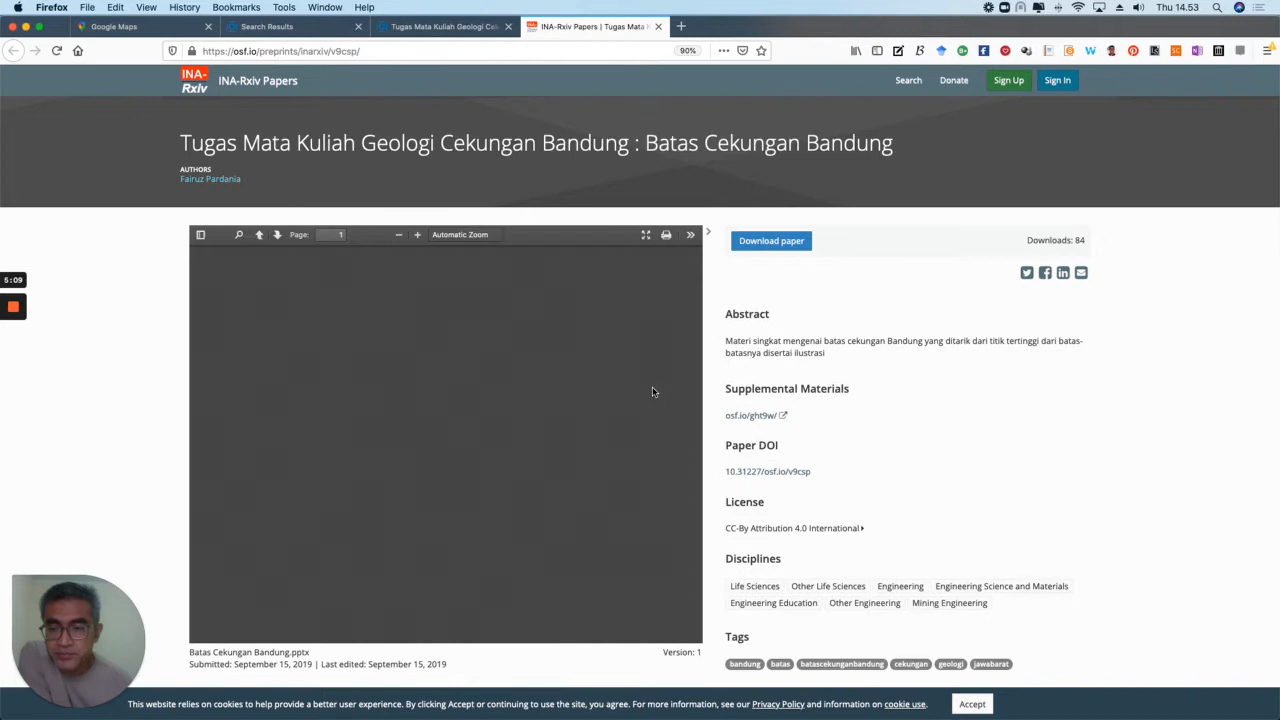 Firefox File Edit View History Bookmarks Tools Window Help
Thu 14.53
Google Maps
Search Results
Tugas Mata Kuliah Geologi Cek
INA-Rxiv Papers | Tugas Mata
https://osf.io/preprints/inarxiv/v9csp/
90%
INA-
Rxiv
INA-Rxiv Papers
Search
Donate
Sign Up
Sign In
Tugas Mata Kuliah Geologi Cekungan Bandung : Batas Cekungan Bandung
AUTHORS
Fairuz Pardania
Page: 1
Automatic Zoom
Download paper
Downloads: 84
5:09
Abstract
Materi singkat mengenai batas cekungan Bandung yang ditarik dari titik tertinggi dari batas-
batasnya disertai ilustrasi
Supplemental Materials
osf.io/ght9w/
Paper DOI
10.31227/osf.io/v9csp
License
CC-By Attribution 4.0 International
Disciplines
Life Sciences Other Life Sciences Engineering Engineering Science and Materials
Engineering Education Other Engineering Mining Engineering
Tags
bandung batas batascekunganbandung cekungan geologi jawabarat
Batas Cekungan Bandung.pptx
Version: 1
Submitted: September 15, 2019 | Last edited: September 15, 2019
This website relies on cookies to help provide a better user experience. By clicking Accept or continuing to use the site, you agree. For more information, see our Privacy Policy and information on cookie use.
Accept